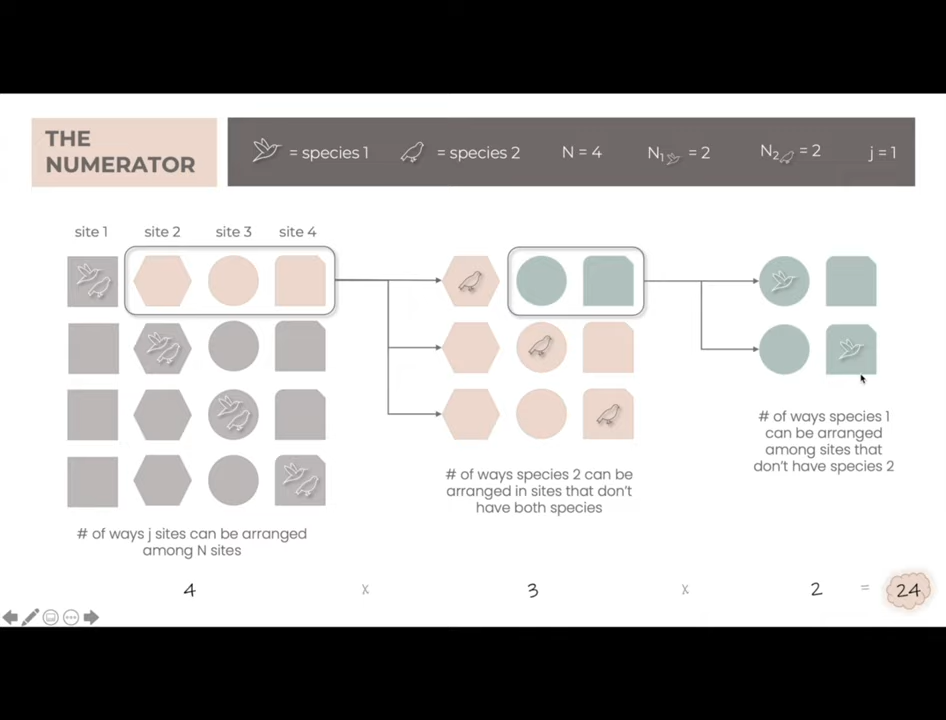 THE
NUMERATOR
= species 1
= species 2
N = 4
N1 = 2
N2 = 2
j = 1
site 1
site 2
site 3
site 4
# of ways j sites can be arranged
among N sites
# of ways species 2 can be
arranged in sites that don't
have both species
# of ways species 1
can be arranged
among sites that
don't have species 2
4 x 3 x 2 = 24